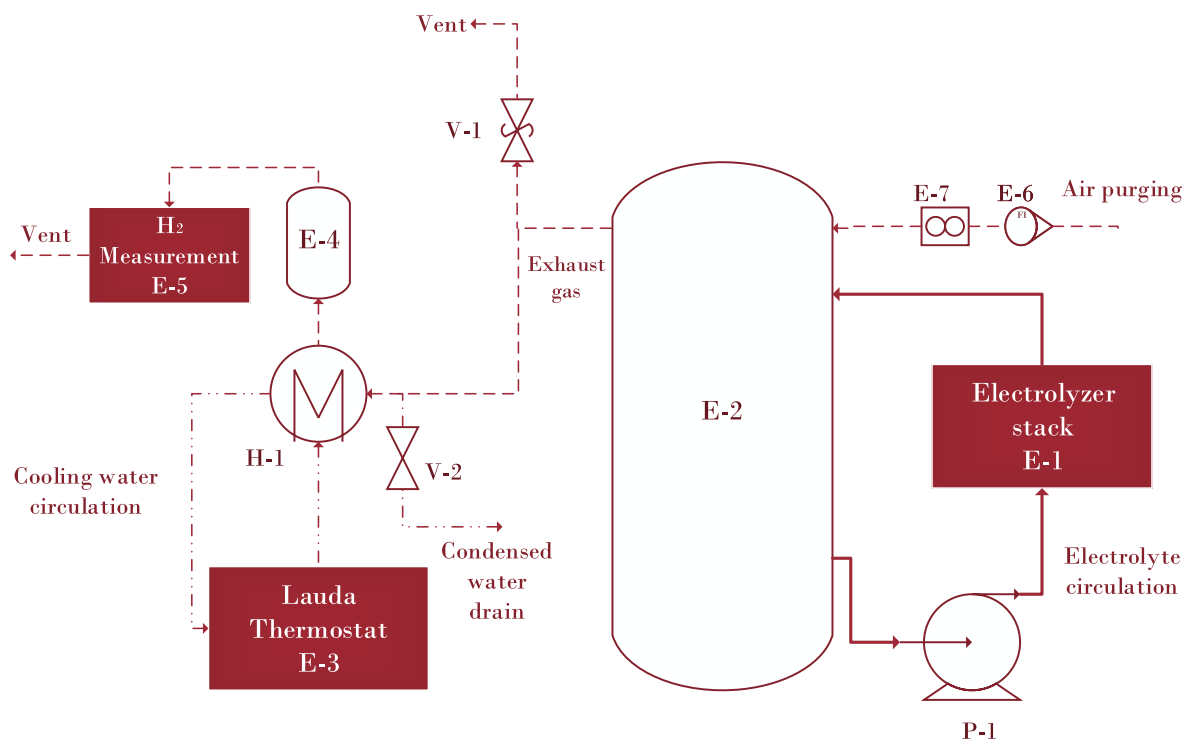 Vent
V-1
E-7
E-6
Air purging
FI
H2
Measurement
E-5
Vent
E-4
Exhaust
gas
E-2
Electrolyzer
stack
E-1
H-1
V-2
Cooling water
circulation
Condensed
water
drain
Electrolyte
circulation
Lauda
Thermostat
E-3
P-1